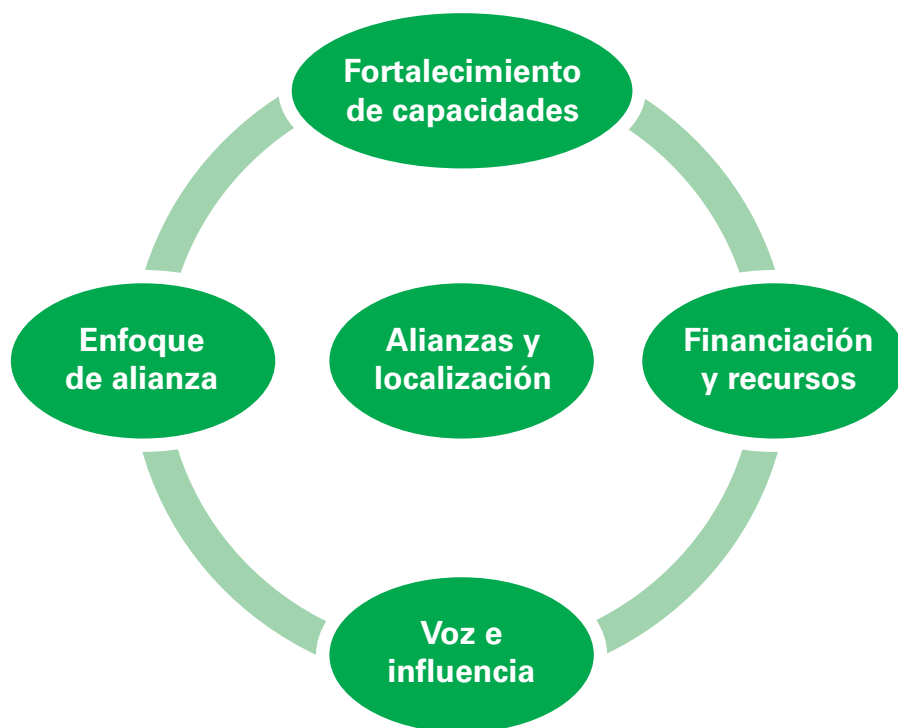 Fortalecimiento
de capacidades
Enfoque
de alianza
Alianzas y
localización
Financiación
y recursos
Voz e
influencia